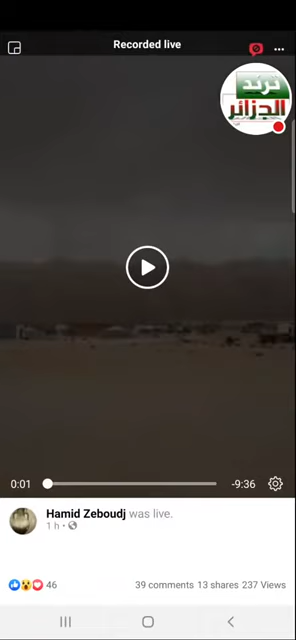 Recorded live
ترند
الجزائر
0:01
-9:36
Hamid Zeboudj was live.
1 h
46
39 comments 13 shares 237 Views